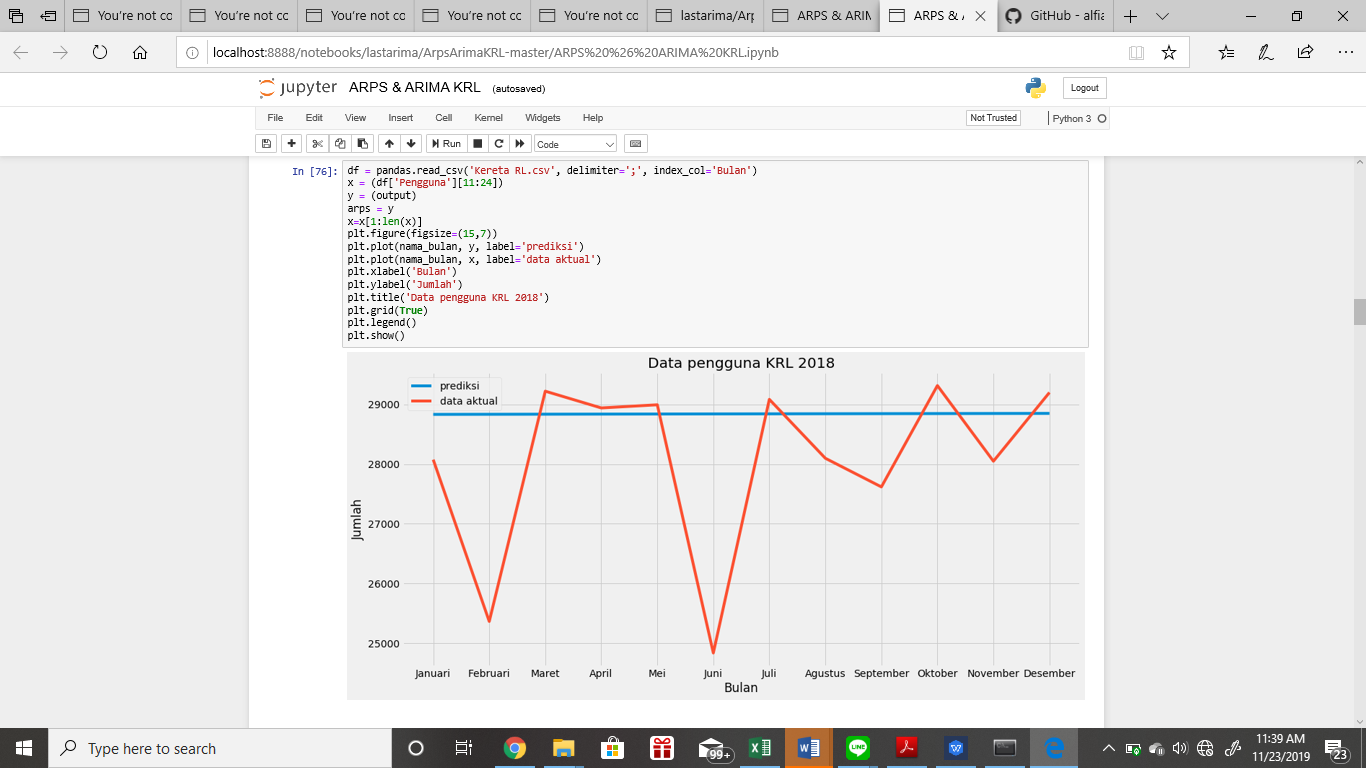 You're not co
You're not co
You're not co
You're not co
You're not co
lastarima/Arp
ARPS & ARIM
ARPS & A
GitHub - alfia
localhost:8888/notebooks/lastarima/ArpsArimaKRL-master/ARPS%20%26%20ARIMA%20KRL.ipynb
jupyter ARPS & ARIMA KRL (autosaved)
Logout
File Edit View Insert Cell Kernel Widgets Help
Not Trusted
Python 3
Run
Code
In [76]:
df = pandas.read_csv('Kereta RL.csv', delimiter=';', index_col='Bulan')
x = (df['Pengguna'][11:24])
y = (output)
arps = y
x=x[1:len(x)]
plt.figure(figsize=(15,7))
plt.plot(nama_bulan, y, label='prediksi')
plt.plot(nama_bulan, x, label='data aktual')
plt.xlabel('Bulan')
plt.ylabel('Jumlah')
plt.title('Data pengguna KRL 2018')
plt.grid(True)
plt.legend()
plt.show()
Data pengguna KRL 2018
prediksi
data aktual
29000
28000
27000
26000
25000
Jumlah
Januari Februari Maret April Mei Juni Juli Agustus September Oktober November Desember
Bulan
Type here to search
99+
11:39 AM
11/23/2019
23